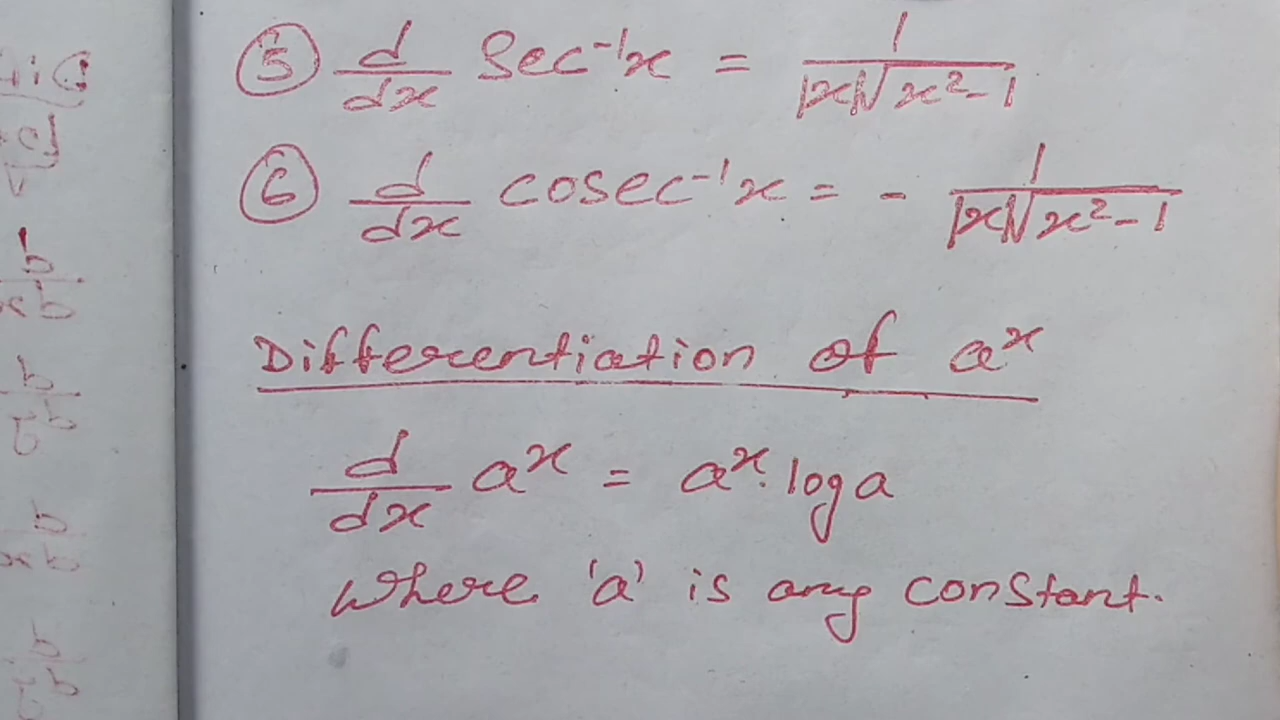 ⑤ d/dx Sec⁻¹x = 1/|x|√x²-1
⑥ d/dx cosec⁻¹x = - 1/|x|√x²-1
Differentiation of aˣ
d/dx aˣ = aˣ. log a
Where 'a' is any constant.